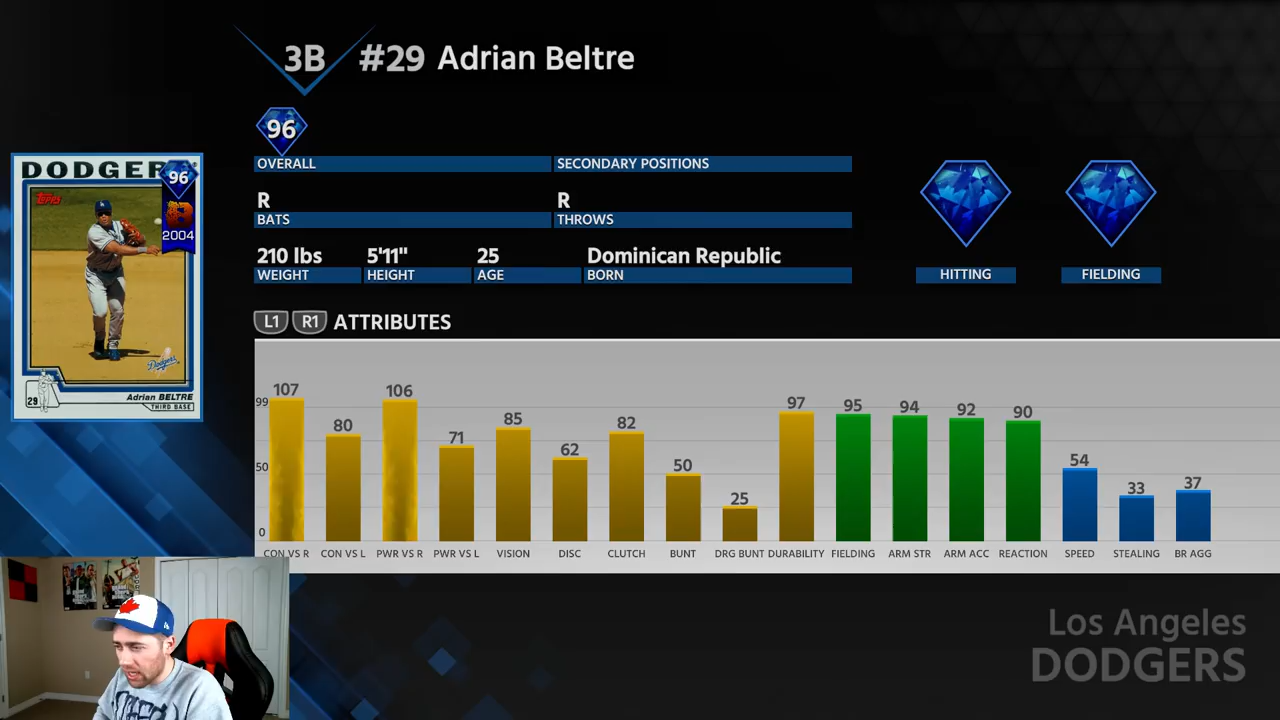 3B #29 Adrian Beltre
96
OVERALL
SECONDARY POSITIONS
R
BATS
R
THROWS
210 lbs
WEIGHT
5'11"
HEIGHT
25
AGE
Dominican Republic
BORN
HITTING
FIELDING
DODGER
96
2004
Topps
Dodgers
29
Adrian BELTRE
THIRD BASE
L1 R1 ATTRIBUTES
99
50
0
107 80 106 71 85 62 82 50 25 97 95 94 92 90 54 33 37
CON VS R CON VS L PWR VS R PWR VS L VISION DISC CLUTCH BUNT DRG BUNT DURABILITY FIELDING ARM STR ARM ACC REACTION SPEED STEALING BR AGG
Los Angeles
DODGERS